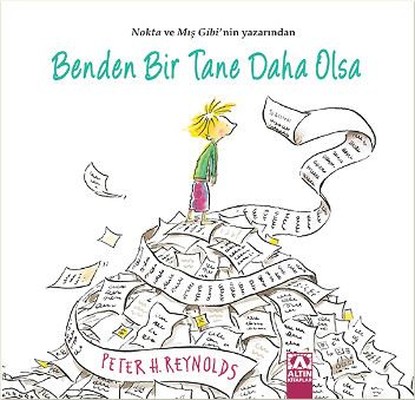 Nokta ve Mış Gibi'nin yazarından
Benden Bir Tane Daha Olsa
PETER H. REYNOLDS
ALTIN
KİTAPLAR